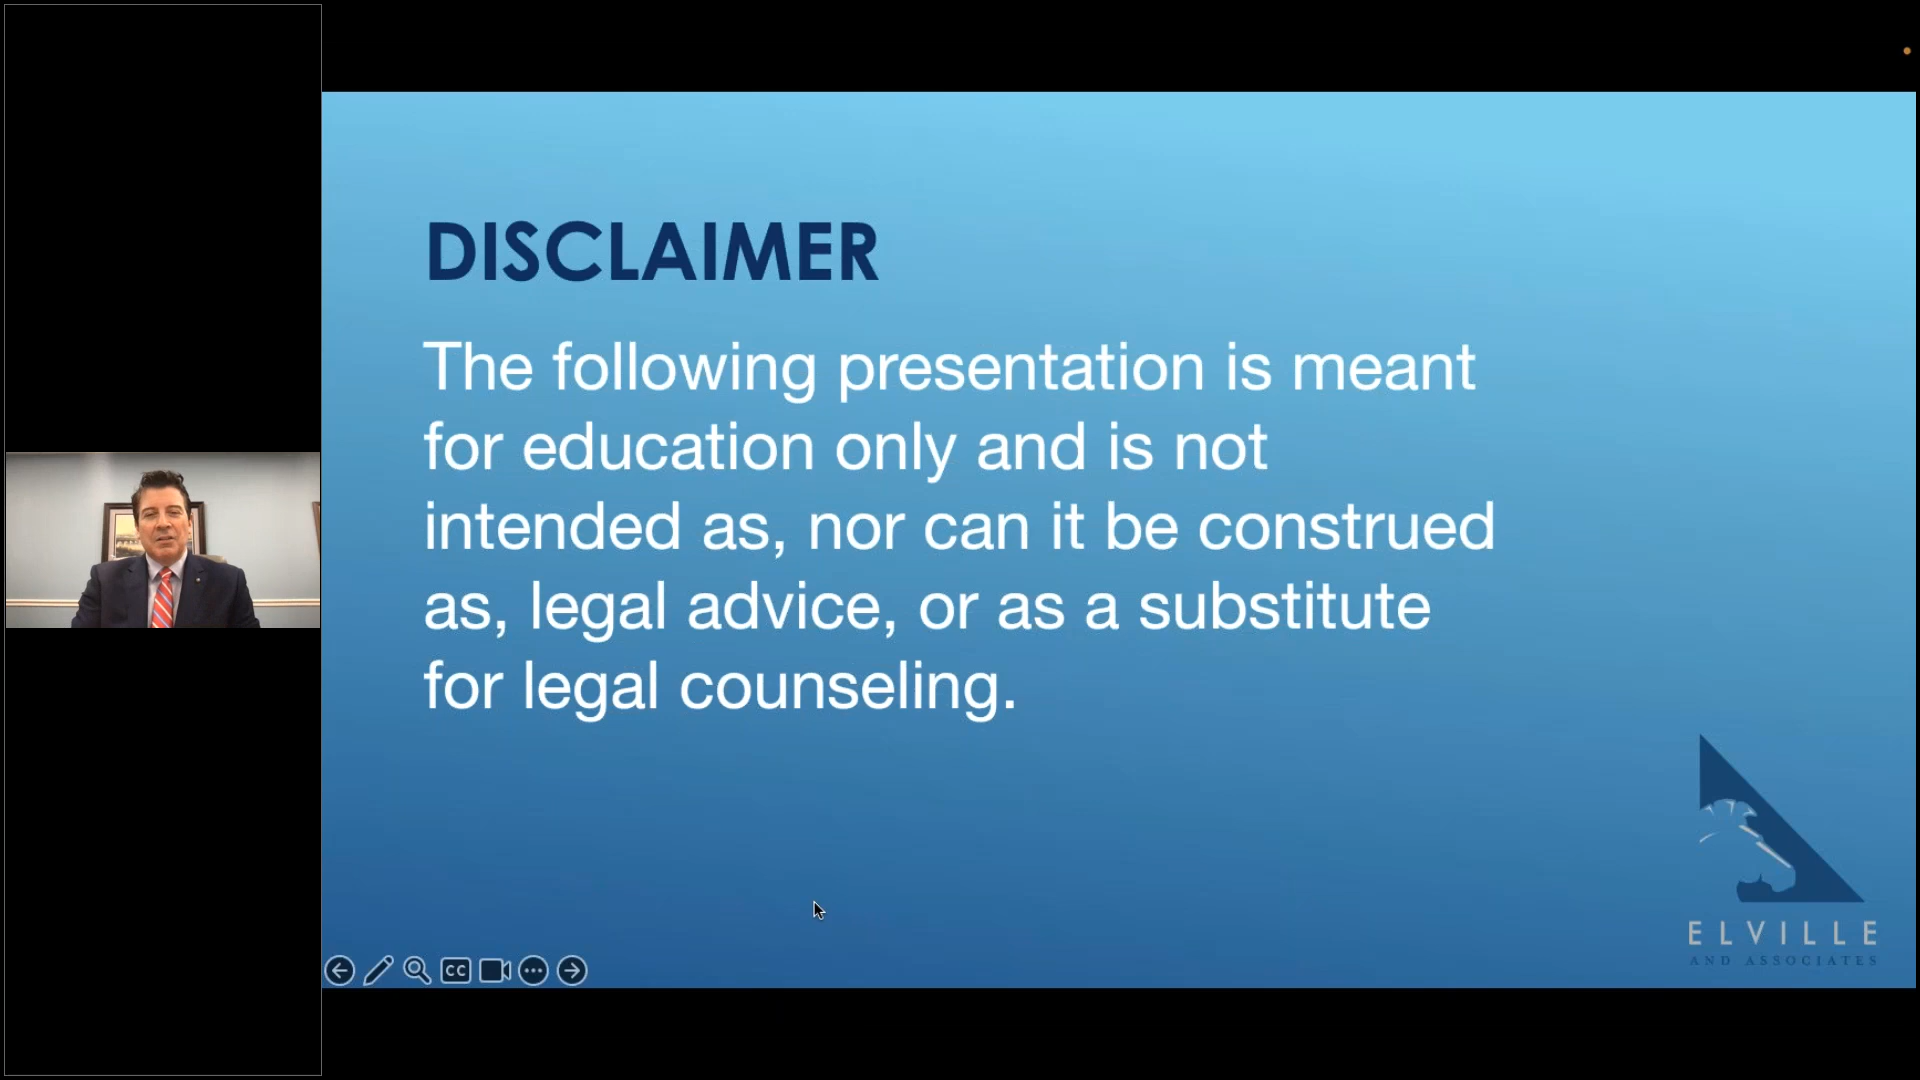 DISCLAIMER
The following presentation is meant
for education only and is not
intended as, nor can it be construed
as, legal advice, or as a substitute
for legal counseling.
ELVILLE
AND ASSOCIATES
CC